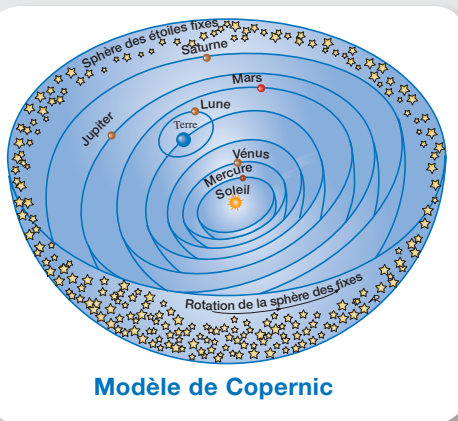 Sphère des étoiles fixes
Saturne
Mars
Lune
Jupiter
Terre
Vénus
Mercure
Soleil
Rotation de la sphère des fixes
Modèle de Copernic